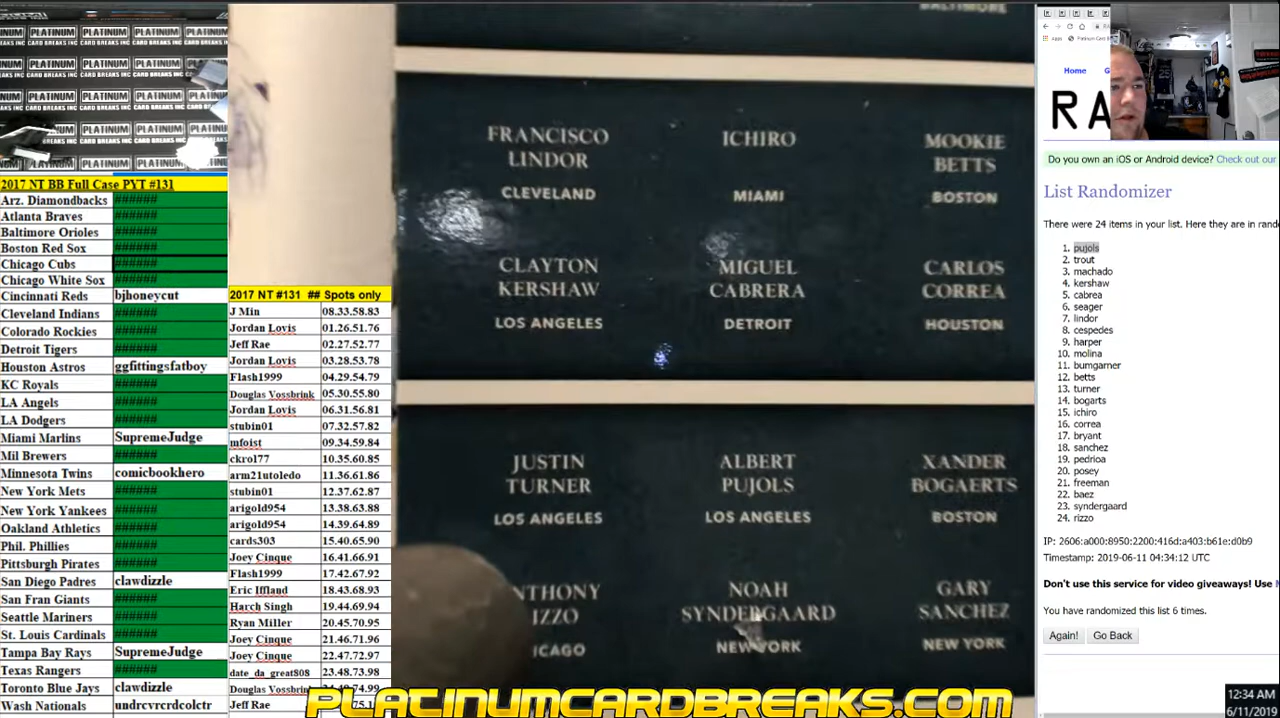 2017 NT BB Full Case PYT #131
Arz. Diamondbacks ######
Atlanta Braves ######
Baltimore Orioles ######
Boston Red Sox ######
Chicago Cubs ######
Chicago White Sox ######
Cincinnati Reds bjhoneycut
Cleveland Indians ######
Colorado Rockies ######
Detroit Tigers ######
Houston Astros ggfittingsfatboy
KC Royals ######
LA Angels ######
LA Dodgers ######
Miami Marlins SupremeJudge
Mil Brewers ######
Minnesota Twins comicbookhero
New York Mets ######
New York Yankees ######
Oakland Athletics ######
Phil. Phillies ######
Pittsburgh Pirates ######
San Diego Padres clawdizzle
San Fran Giants ######
Seattle Mariners ######
St. Louis Cardinals ######
Tampa Bay Rays SupremeJudge
Texas Rangers ######
Toronto Blue Jays clawdizzle
Wash Nationals undrcvrcrdcolctr
2017 NT #131 ## Spots only
J Min 08.33.58.83
Jordan Lovis 01.26.51.76
Jeff Rae 02.27.52.77
Jordan Lovis 03.28.53.78
Flash1999 04.29.54.79
Douglas Vossbrink 05.30.55.80
Jordan Lovis 06.31.56.81
stubin01 07.32.57.82
mfoist 09.34.59.84
ckrol77 10.35.60.85
arm21utoledo 11.36.61.86
stubin01 12.37.62.87
arigold954 13.38.63.88
arigold954 14.39.64.89
cards303 15.40.65.90
Joey Cinque 16.41.66.91
Flash1999 17.42.67.92
Eric Iffland 18.43.68.93
Harch Singh 19.44.69.94
Ryan Miller 20.45.70.95
Joey Cinque 21.46.71.96
Joey Cinque 22.47.72.97
date_da_great808 23.48.73.98
Douglas Vossbrink
Jeff Rae
BALTIMORE
FRANCISCO LINDOR
CLEVELAND
ICHIRO
MIAMI
MOOKIE BETTS
BOSTON
CLAYTON KERSHAW
LOS ANGELES
MIGUEL CABRERA
DETROIT
CARLOS CORREA
HOUSTON
JUSTIN TURNER
LOS ANGELES
ALBERT PUJOLS
LOS ANGELES
XANDER BOGAERTS
BOSTON
NOAH SYNDERGAARD
NEW YORK
GARY
NEW YORK
PLATINUMCARDBREAKS.COM
PLATINUM
CARD BREAKS INC
Apps
Home
RA
Do you own an iOS or Android device? Check out our
List Randomizer
There were 24 items in your list. Here they are in rand
1. pujols
2. trout
3. machado
4. kershaw
5. cabrea
6. seager
7. lindor
8. cespedes
9. harper
10. molina
11. bumgarner
12. betts
13. turner
14. bogarts
15. ichiro
16. correa
17. bryant
18. sanchez
19. pedrioa
20. posey
21. freeman
22. baez
23. syndergaard
24. rizzo
IP: 2606:a000:8950:2200:416d:a403:b61e:d0b9
Timestamp: 2019-06-11 04:34:12 UTC
Don't use this service for video giveaways! Use
You have randomized this list 6 times.
Again! Go Back
12:34 AM
6/11/2019